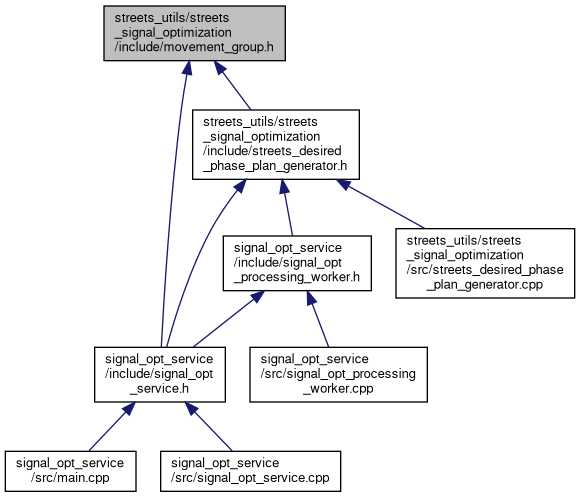 streets_utils/streets
_signal_optimization
/include/movement_group.h
streets_utils/streets
_signal_optimization
/include/streets_desired
_phase_plan_generator.h
signal_opt_service
/include/signal_opt
_processing_worker.h
streets_utils/streets
_signal_optimization
/src/streets_desired_phase
_plan_generator.cpp
signal_opt_service
/include/signal_opt
_service.h
signal_opt_service
/src/signal_opt_processing
_worker.cpp
signal_opt_service
/src/main.cpp
signal_opt_service
/src/signal_opt_service.cpp